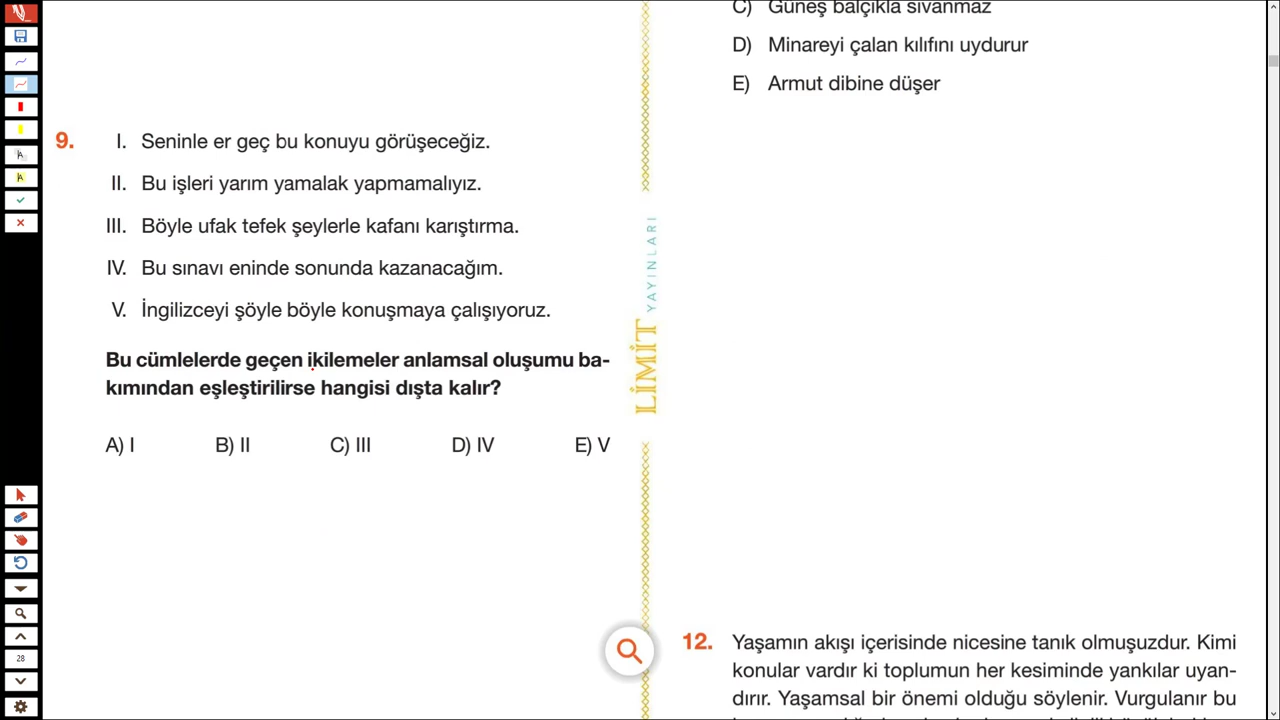 9.
I. Seninle er geç bu konuyu görüşeceğiz.
II. Bu işleri yarım yamalak yapmamalıyız.
III. Böyle ufak tefek şeylerle kafanı karıştırma.
IV. Bu sınavı eninde sonunda kazanacağım.
V. İngilizceyi şöyle böyle konuşmaya çalışıyoruz.
Bu cümlelerde geçen ikilemeler anlamsal oluşumu ba-
kımından eşleştirilirse hangisi dışta kalır?
A) I B) II C) III D) IV E) V
28
LİMİT YAYINLARI
C) Güneş balçıkla sıvanmaz
D) Minareyi çalan kılıfını uydurur
E) Armut dibine düşer
12. Yaşamın akışı içerisinde nicesine tanık olmuşuzdur. Kimi
konular vardır ki toplumun her kesiminde yankılar uyan-
dırır. Yaşamsal bir önemi olduğu söylenir. Vurgulanır bu